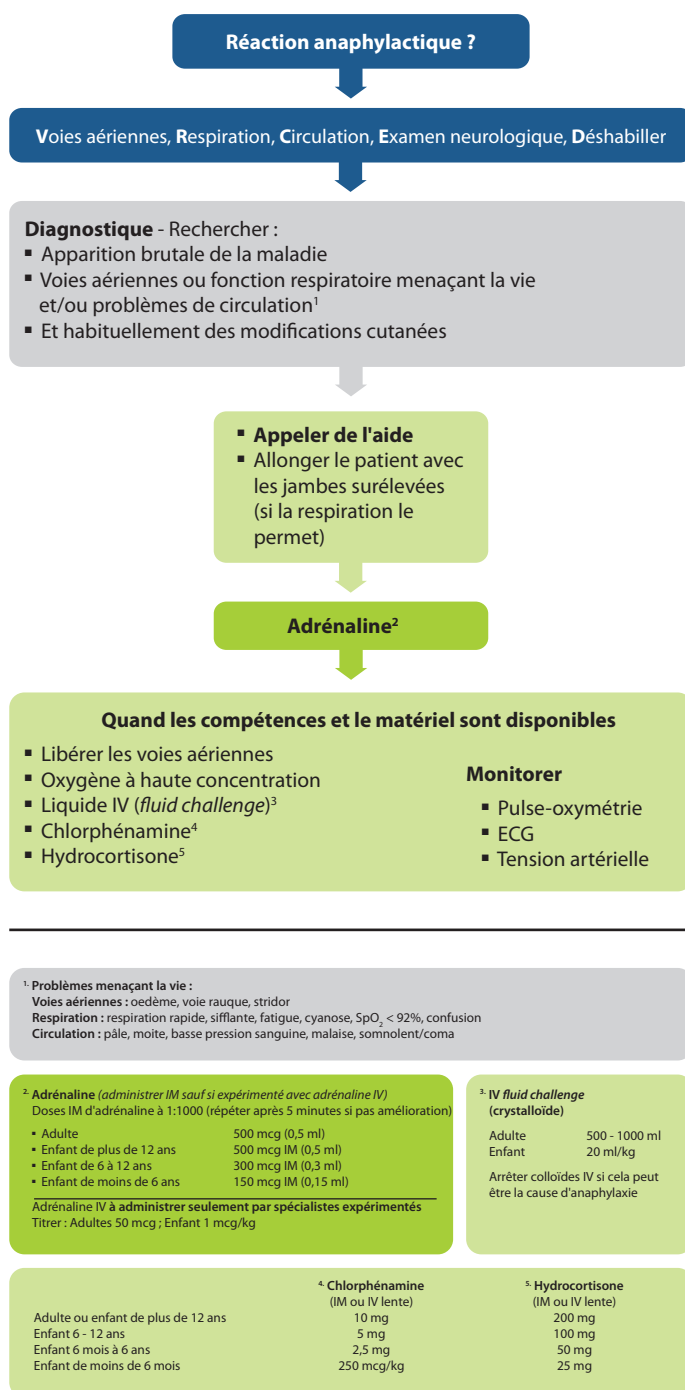 Réaction anaphylactique ?
Voies aériennes, Respiration, Circulation, Examen neurologique, Déshabiller
Diagnostique - Rechercher :
▪ Apparition brutale de la maladie
▪ Voies aériennes ou fonction respiratoire menaçant la vie
et/ou problèmes de circulation¹
▪ Et habituellement des modifications cutanées
▪ Appeler de l'aide
▪ Allonger le patient avec
les jambes surélevées
(si la respiration le
permet)
Adrénaline²
Quand les compétences et le matériel sont disponibles
▪ Libérer les voies aériennes
▪ Oxygène à haute concentration
▪ Liquide IV (fluid challenge)³
▪ Chlorphénamine⁴
▪ Hydrocortisone⁵
Monitorer
▪ Pulse-oxymétrie
▪ ECG
▪ Tension artérielle
¹· Problèmes menaçant la vie :
Voies aériennes : oedème, voie rauque, stridor
Respiration : respiration rapide, sifflante, fatigue, cyanose, SpO₂ < 92%, confusion
Circulation : pâle, moite, basse pression sanguine, malaise, somnolent/coma
²· Adrénaline (administrer IM sauf si expérimenté avec adrénaline IV)
Doses IM d'adrénaline à 1:1000 (répéter après 5 minutes si pas amélioration)
▪ Adulte 500 mcg (0,5 ml)
▪ Enfant de plus de 12 ans 500 mcg IM (0,5 ml)
▪ Enfant de 6 à 12 ans 300 mcg IM (0,3 ml)
▪ Enfant de moins de 6 ans 150 mcg IM (0,15 ml)
Adrénaline IV à administrer seulement par spécialistes expérimentés
Titrer : Adultes 50 mcg ; Enfant 1 mcg/kg
³· IV fluid challenge
(crystalloïde)
Adulte 500 - 1000 ml
Enfant 20 ml/kg
Arrêter colloïdes IV si cela peut
être la cause d'anaphylaxie
⁴· Chlorphénamine ⁵· Hydrocortisone
(IM ou IV lente) (IM ou IV lente)
Adulte ou enfant de plus de 12 ans 10 mg 200 mg
Enfant 6 - 12 ans 5 mg 100 mg
Enfant 6 mois à 6 ans 2,5 mg 50 mg
Enfant de moins de 6 mois 250 mcg/kg 25 mg